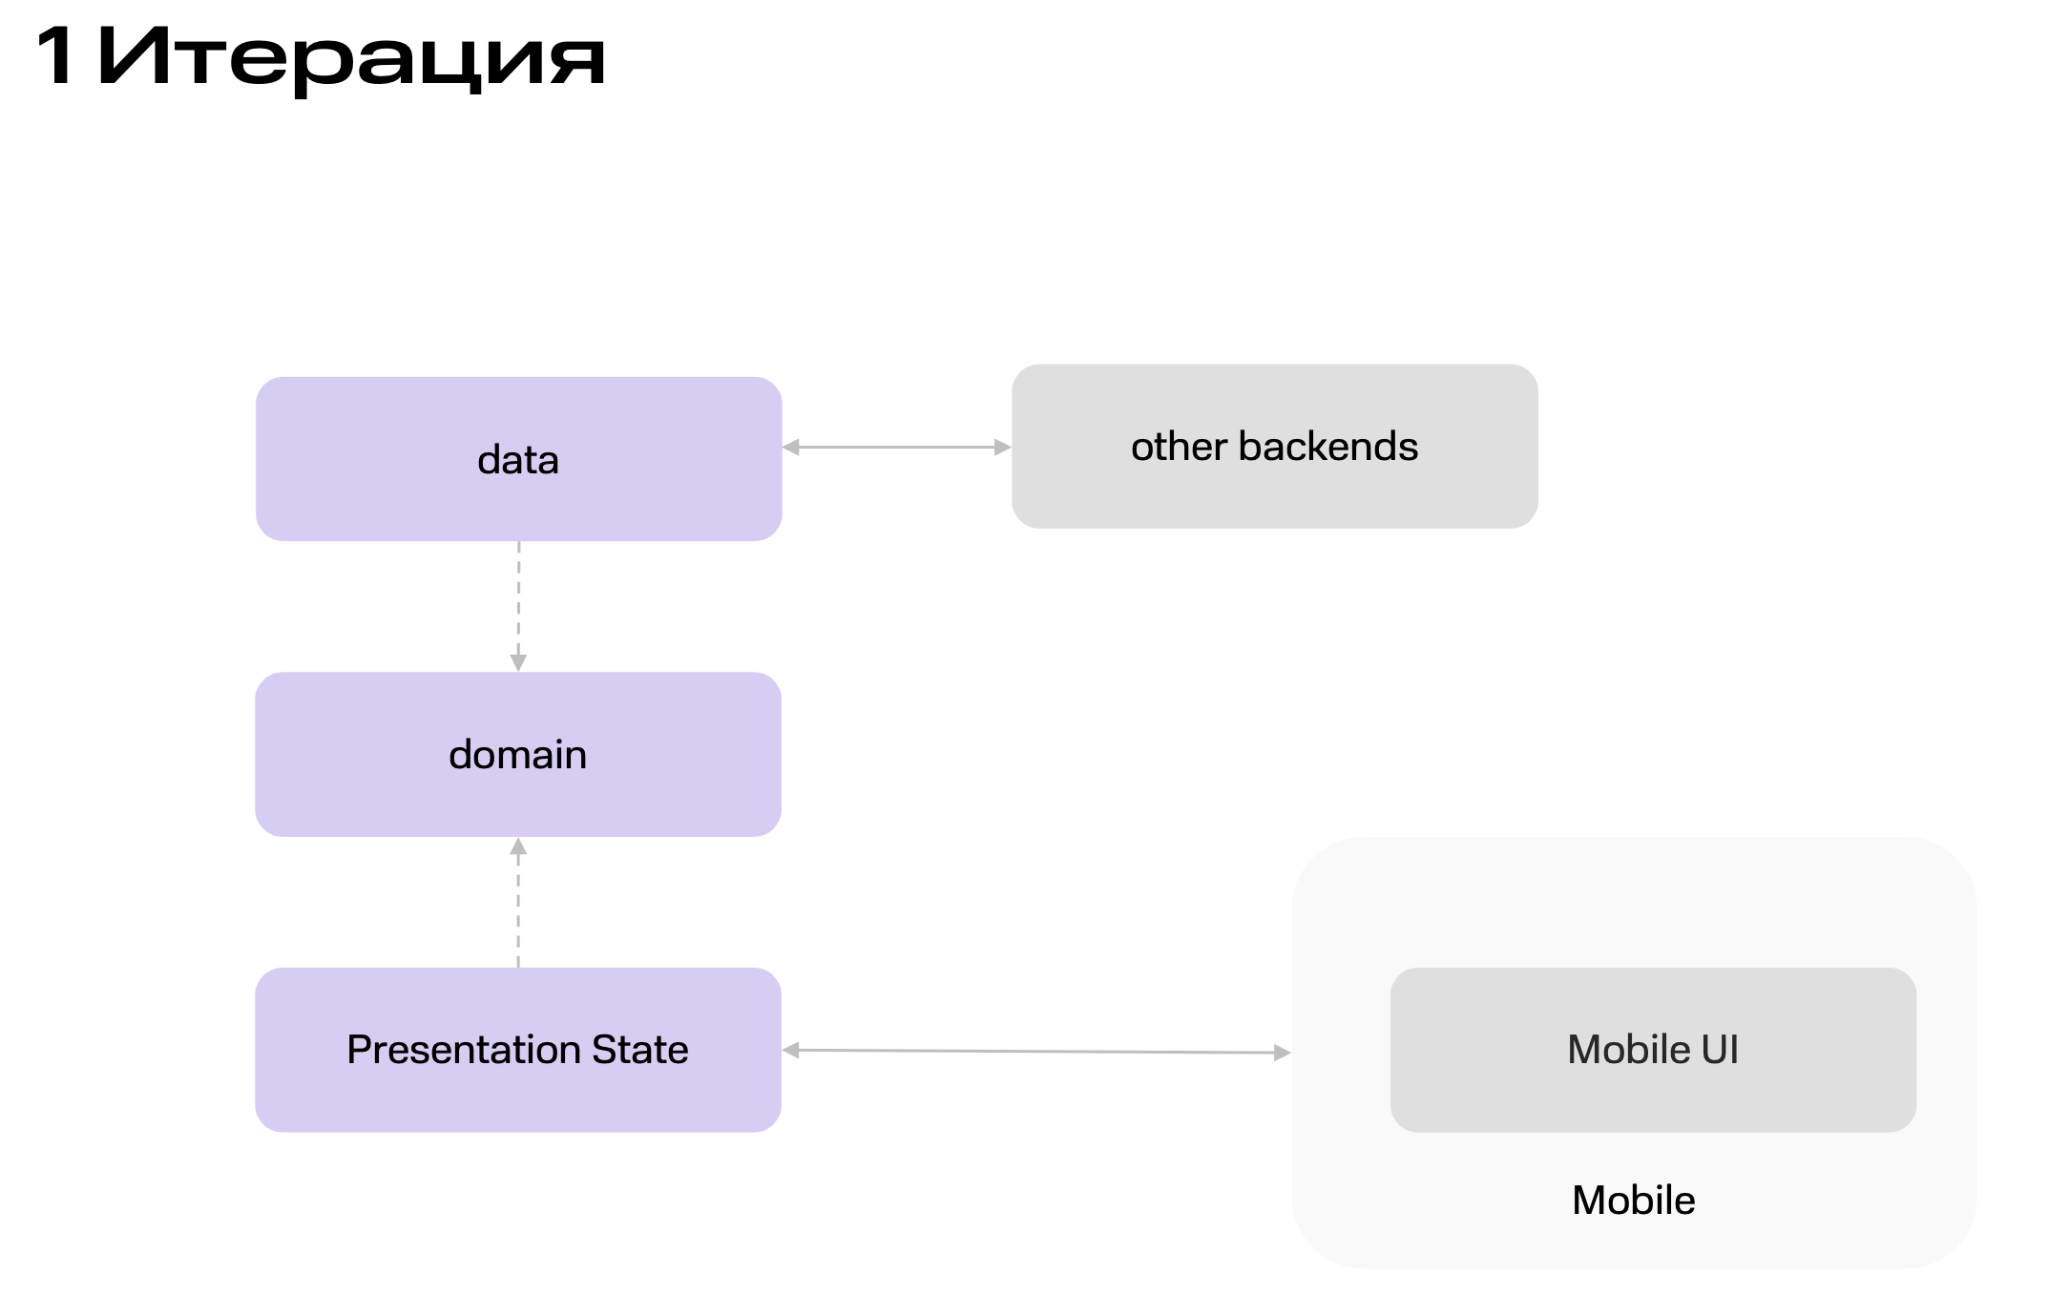 1 Итерация
data
other backends
domain
Presentation State
Mobile UI
Mobile